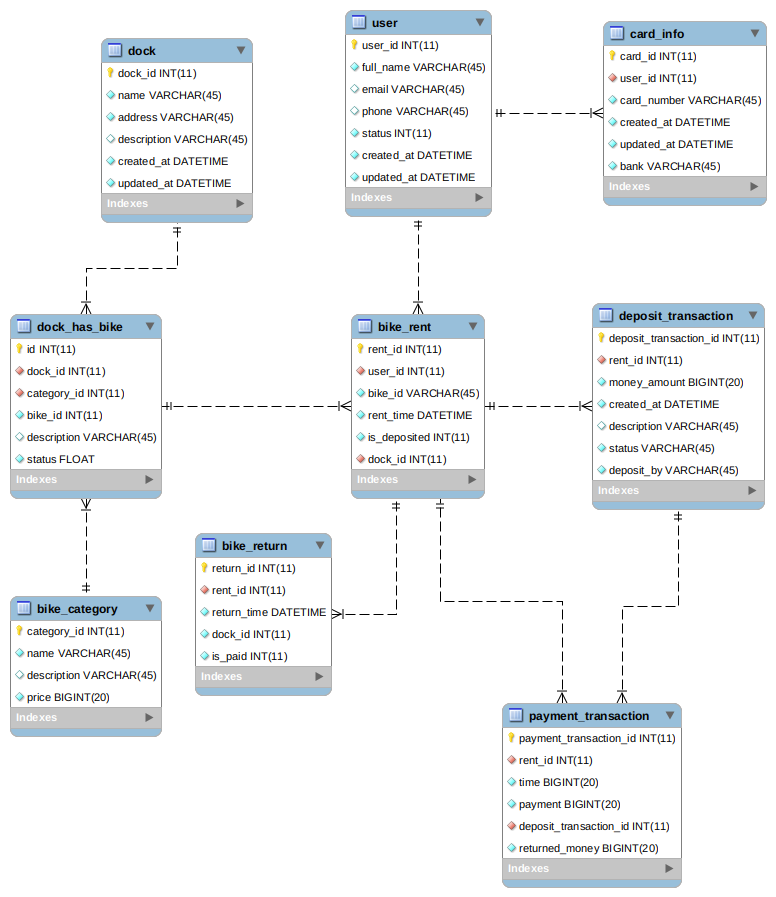 dock
dock_id INT(11)
name VARCHAR(45)
address VARCHAR(45)
description VARCHAR(45)
created_at DATETIME
updated_at DATETIME
Indexes
user
user_id INT(11)
full_name VARCHAR(45)
email VARCHAR(45)
phone VARCHAR(45)
status INT(11)
created_at DATETIME
updated_at DATETIME
Indexes
card_info
card_id INT(11)
user_id INT(11)
card_number VARCHAR(45)
created_at DATETIME
updated_at DATETIME
bank VARCHAR(45)
Indexes
dock_has_bike
id INT(11)
dock_id INT(11)
category_id INT(11)
bike_id INT(11)
description VARCHAR(45)
status FLOAT
Indexes
bike_rent
rent_id INT(11)
user_id INT(11)
bike_id VARCHAR(45)
rent_time DATETIME
is_deposited INT(11)
dock_id INT(11)
Indexes
deposit_transaction
deposit_transaction_id INT(11)
rent_id INT(11)
money_amount BIGINT(20)
created_at DATETIME
description VARCHAR(45)
status VARCHAR(45)
deposit_by VARCHAR(45)
Indexes
bike_return
return_id INT(11)
rent_id INT(11)
return_time DATETIME
dock_id INT(11)
is_paid INT(11)
Indexes
bike_category
category_id INT(11)
name VARCHAR(45)
description VARCHAR(45)
price BIGINT(20)
Indexes
payment_transaction
payment_transaction_id INT(11)
rent_id INT(11)
time BIGINT(20)
payment BIGINT(20)
deposit_transaction_id INT(11)
returned_money BIGINT(20)
Indexes